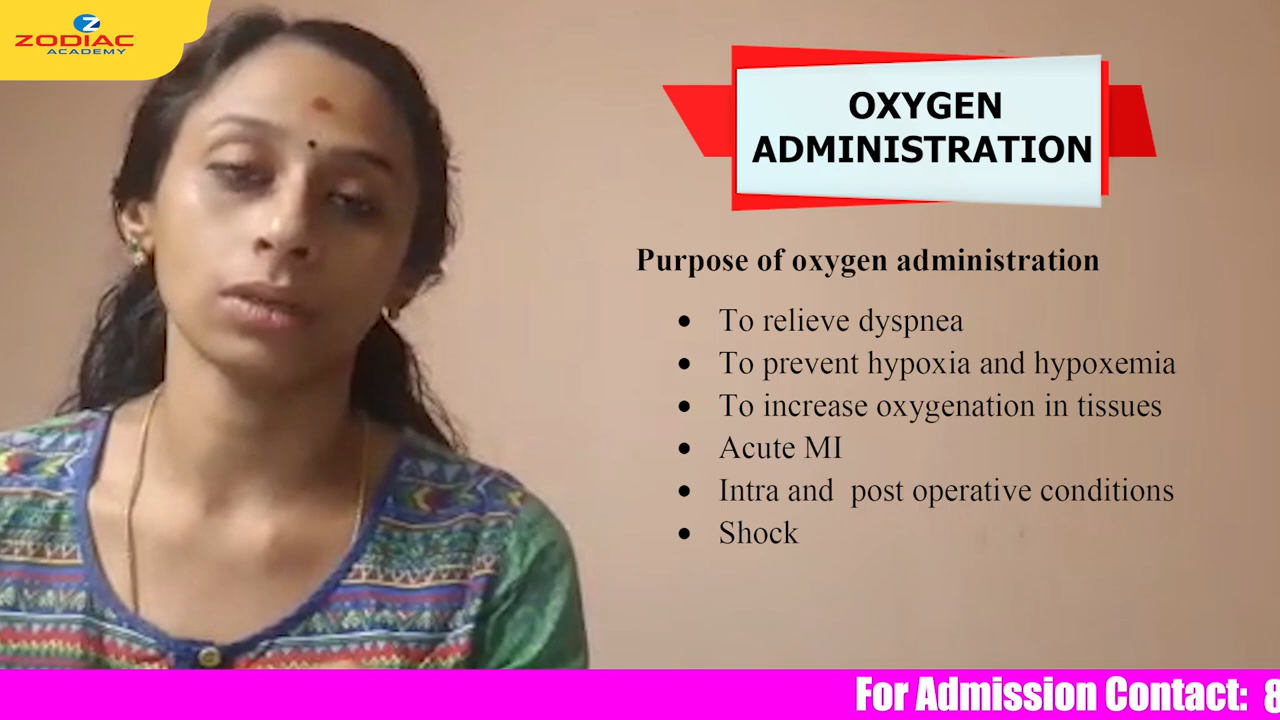 ZODIAC
ACADEMY
OXYGEN
ADMINISTRATION
Purpose of oxygen administration
• To relieve dyspnea
• To prevent hypoxia and hypoxemia
• To increase oxygenation in tissues
• Acute MI
• Intra and  post operative conditions
• Shock
For Admission Contact: 8